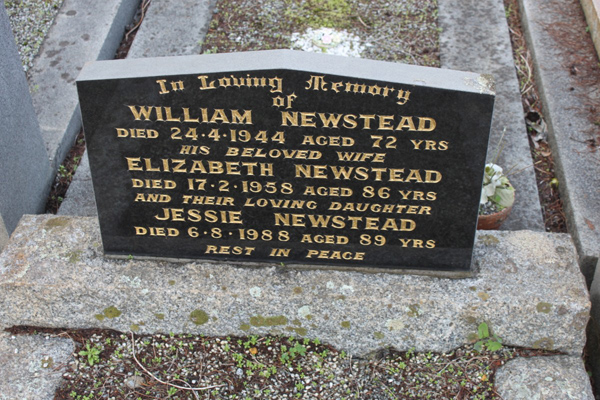 In Loving Memory
of
WILLIAM NEWSTEAD
DIED 24·4·1944 AGED 72 YRS
HIS BELOVED WIFE
ELIZABETH NEWSTEAD
DIED 17·2·1958 AGED 86 YRS
AND THEIR LOVING DAUGHTER
JESSIE NEWSTEAD
DIED 6·8·1988 AGED 89 YRS
REST IN PEACE